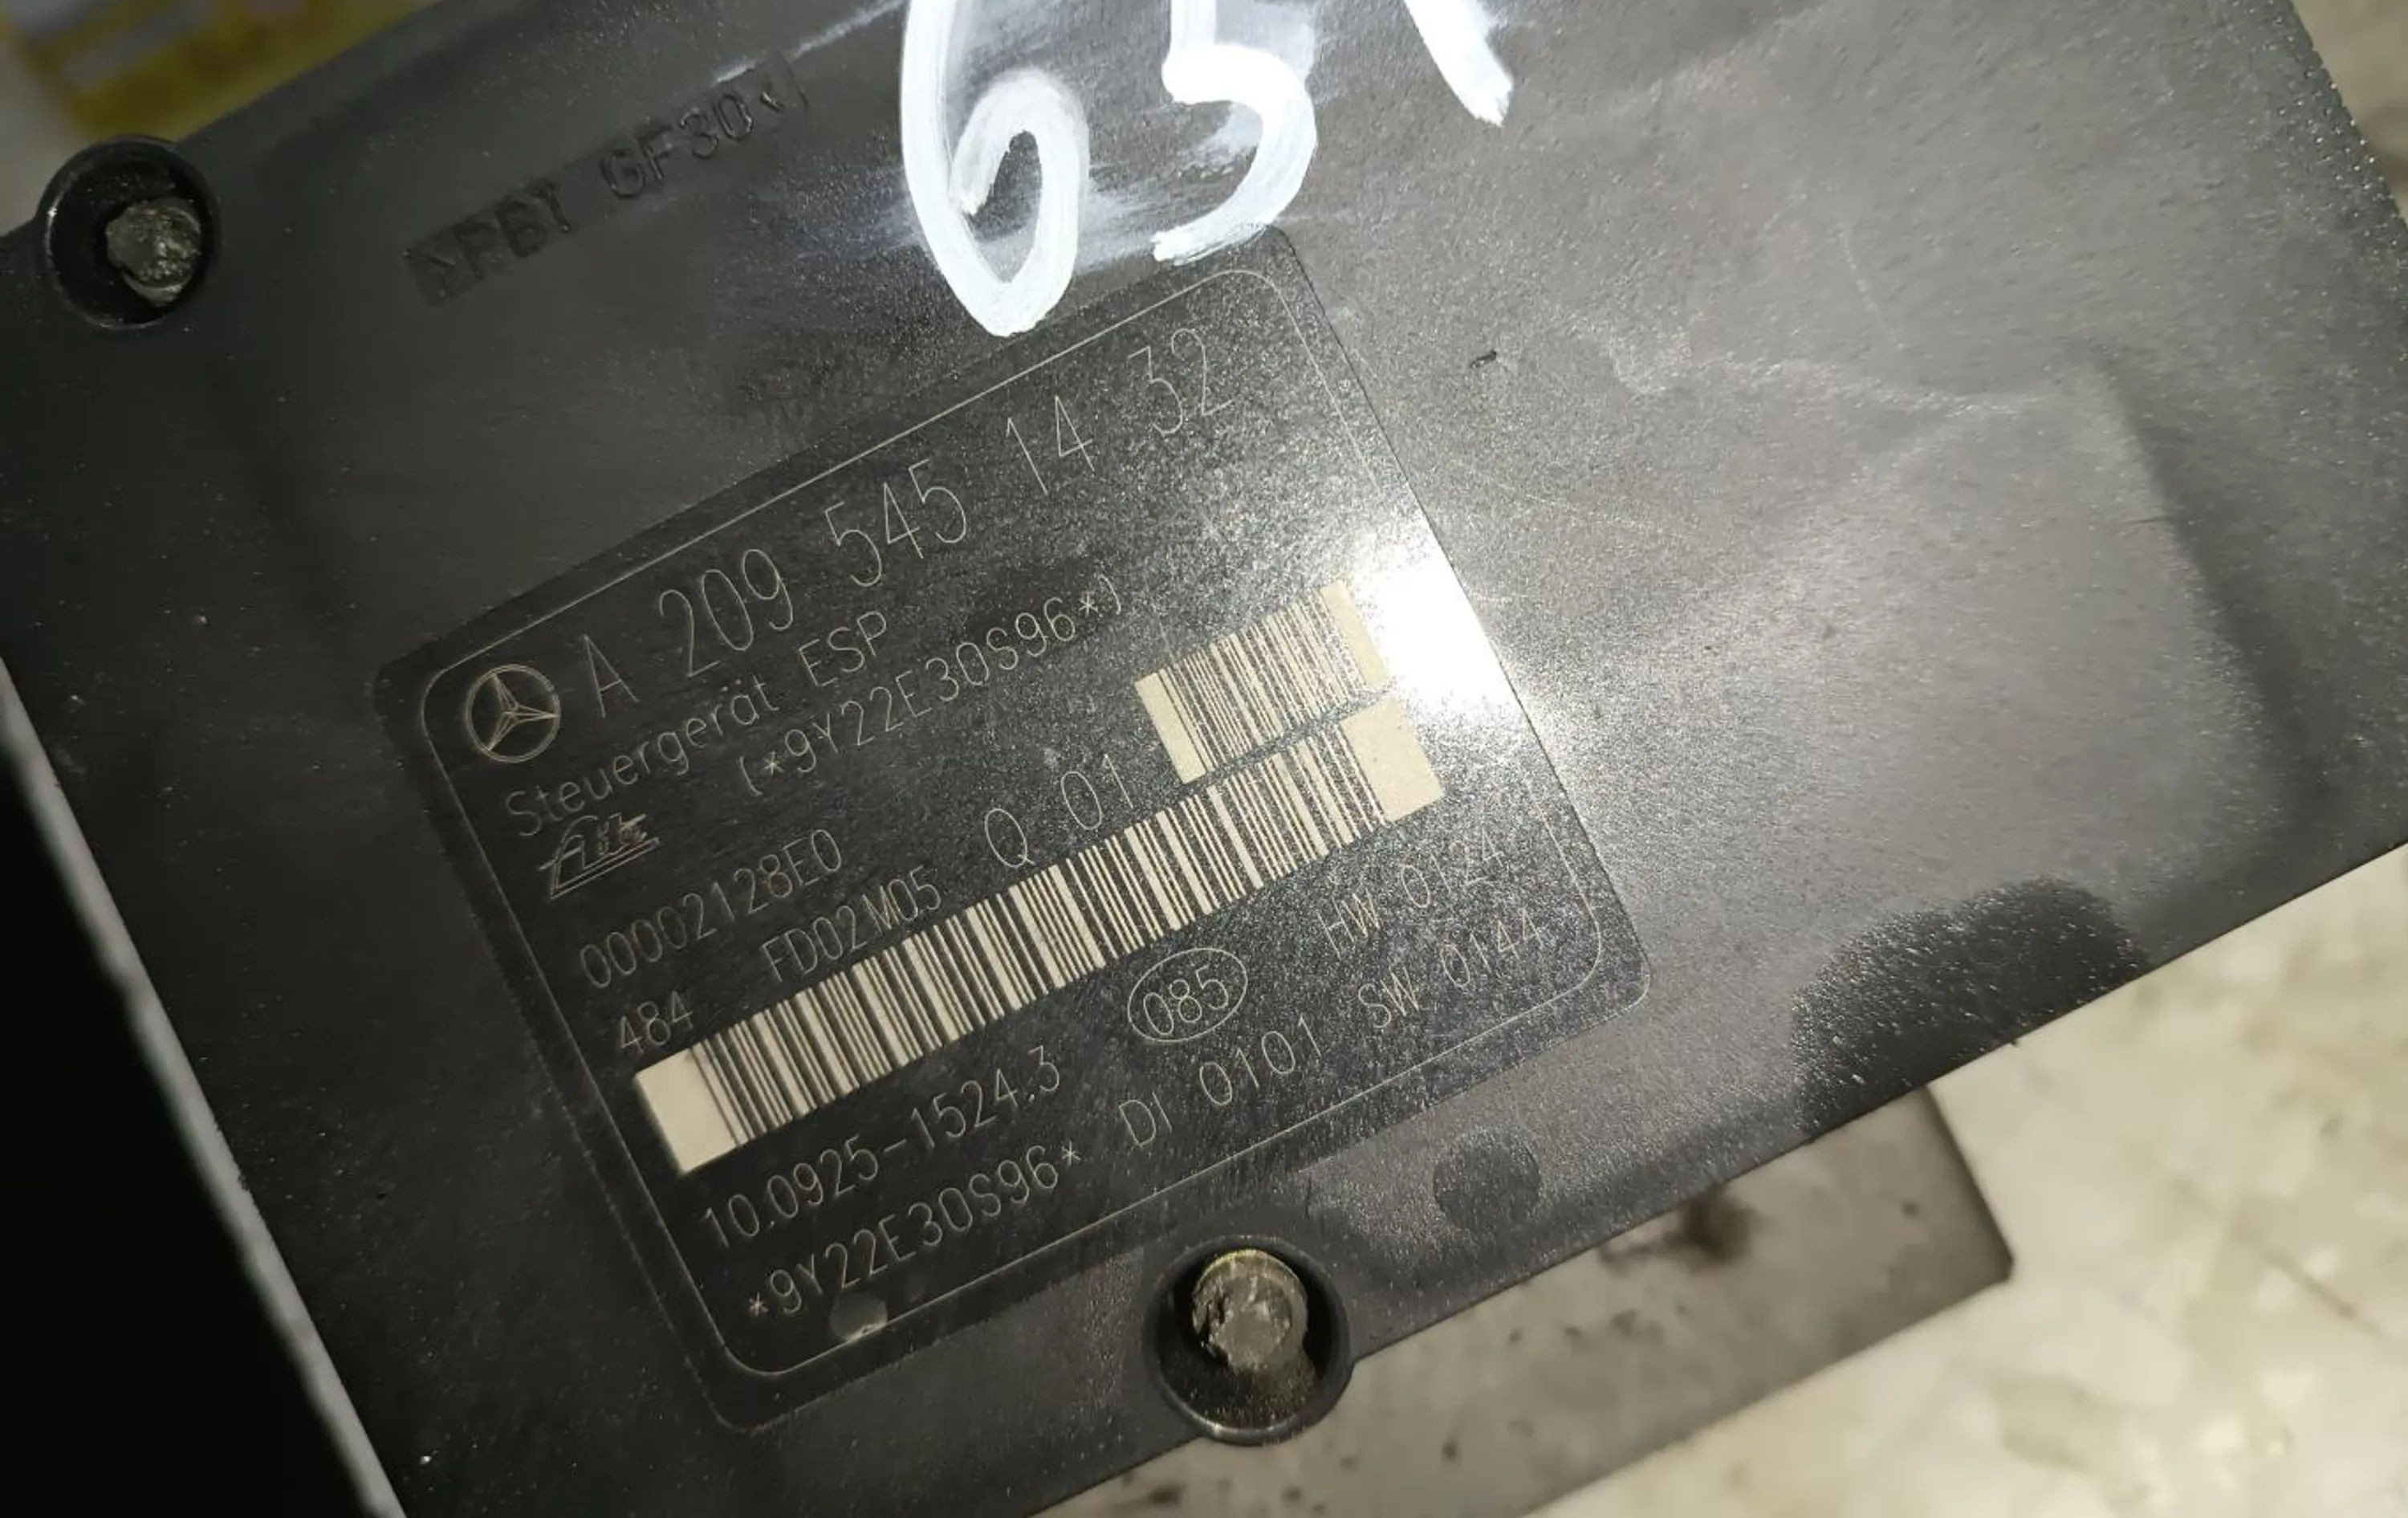 65
>PBT GF30<
A 209 545 14 32
Steuergerät ESP
(*9Y22E30S96*)
Ate
00002128E0
484 FD02M05 Q 01
10.0925-1524.3 085 HW 0124
*9Y22E30S96* DI 0101 SW 0144